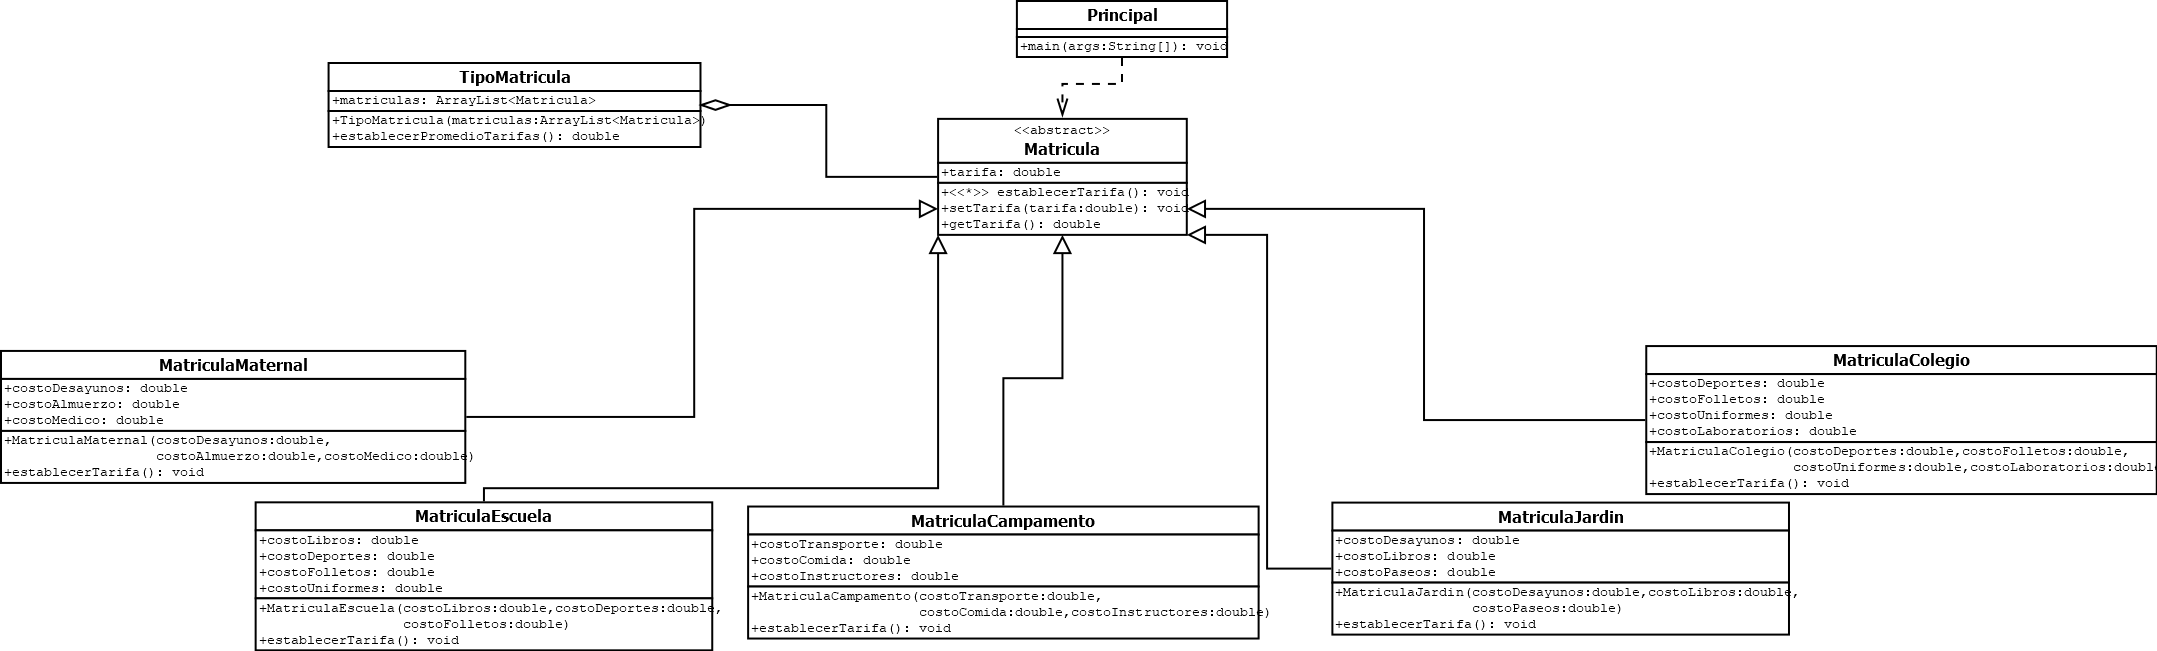 Principal
+main(args:String[]): void
TipoMatricula
+matriculas: ArrayList<Matricula>
+TipoMatricula(matriculas:ArrayList<Matricula>)
+establecerPromedioTarifas(): double
<<abstract>>
Matricula
+tarifa: double
+<<*>> establecerTarifa(): void
+setTarifa(tarifa:double): void
+getTarifa(): double
MatriculaMaternal
+costoDesayunos: double
+costoAlmuerzo: double
+costoMedico: double
+MatriculaMaternal(costoDesayunos:double,
costoAlmuerzo:double,costoMedico:double)
+establecerTarifa(): void
MatriculaColegio
+costoDeportes: double
+costoFolletos: double
+costoUniformes: double
+costoLaboratorios: double
+MatriculaColegio(costoDeportes:double,costoFolletos:double,
costoUniformes:double,costoLaboratorios:double
+establecerTarifa(): void
MatriculaEscuela
+costoLibros: double
+costoDeportes: double
+costoFolletos: double
+costoUniformes: double
+MatriculaEscuela(costoLibros:double,costoDeportes:double,
costoFolletos:double)
+establecerTarifa(): void
MatriculaCampamento
+costoTransporte: double
+costoComida: double
+costoInstructores: double
+MatriculaCampamento(costoTransporte:double,
costoComida:double,costoInstructores:double)
+establecerTarifa(): void
MatriculaJardin
+costoDesayunos: double
+costoLibros: double
+costoPaseos: double
+MatriculaJardin(costoDesayunos:double,costoLibros:double,
costoPaseos:double)
+establecerTarifa(): void